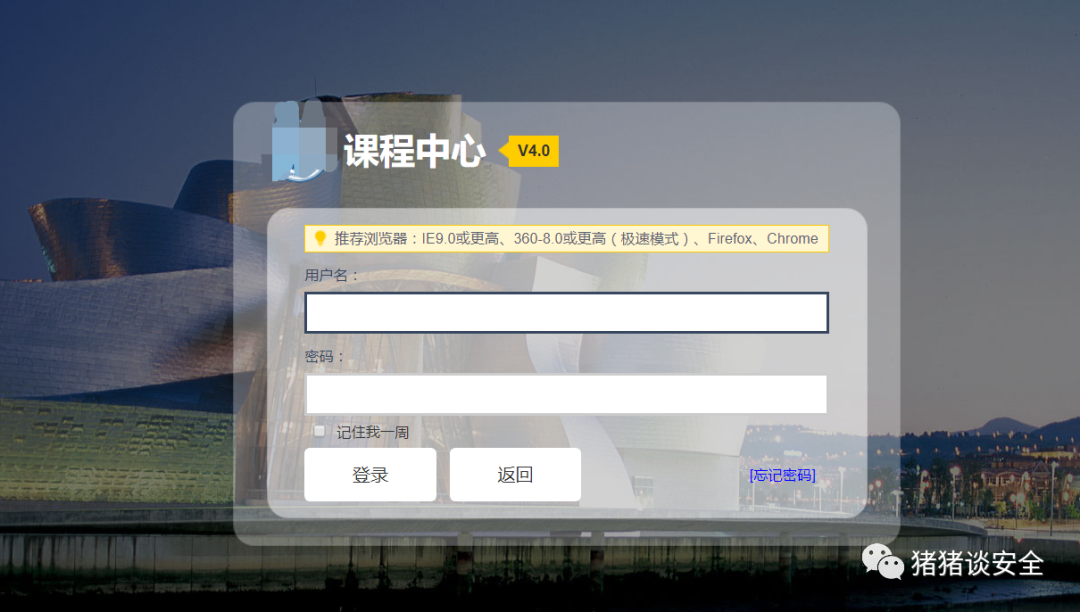 课程中心 V4.0
推荐浏览器：IE9.0或更高、360-8.0或更高（极速模式）、Firefox、Chrome
用户名：
密码：
记住我一周
登录 返回 [忘记密码]
猪猪谈安全